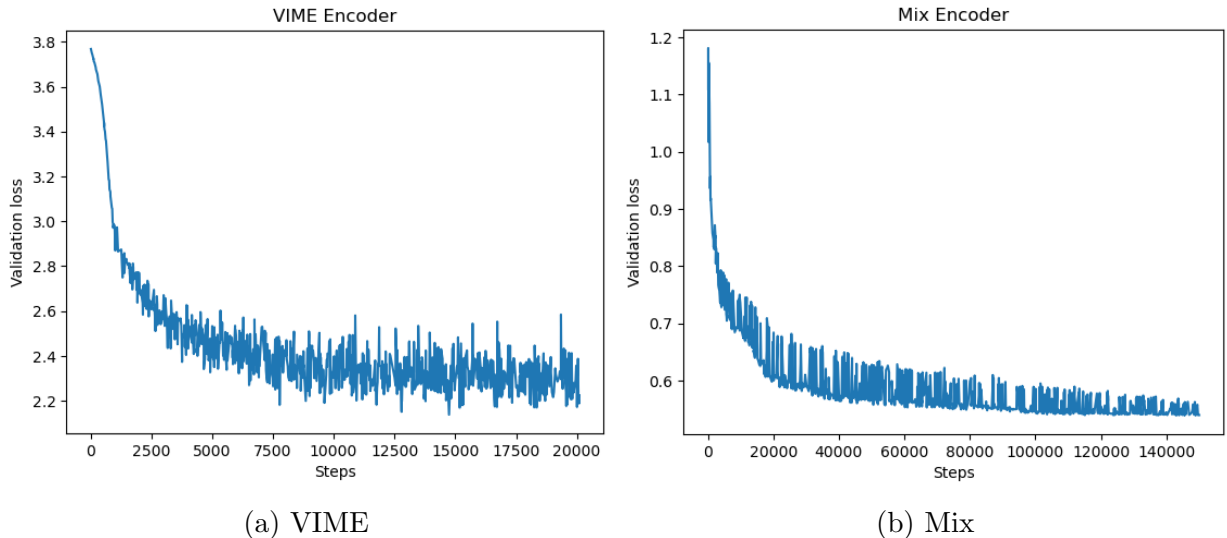 VIME Encoder
3.8
3.6
3.4
3.2
3.0
2.8
2.6
2.4
2.2
Validation loss
0 2500 5000 7500 10000 12500 15000 17500 20000
Steps
(a) VIME
Mix Encoder
1.2
1.1
1.0
0.9
0.8
0.7
0.6
Validation loss
0 20000 40000 60000 80000 100000 120000 140000
Steps
(b) Mix